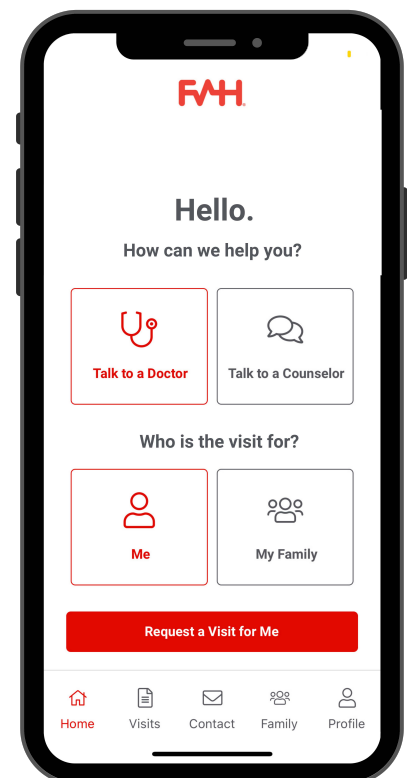 FAH.
Hello.
How can we help you?
Talk to a Doctor Talk to a Counselor
Who is the visit for?
Me My Family
Request a Visit for Me
Home Visits Contact Family Profile